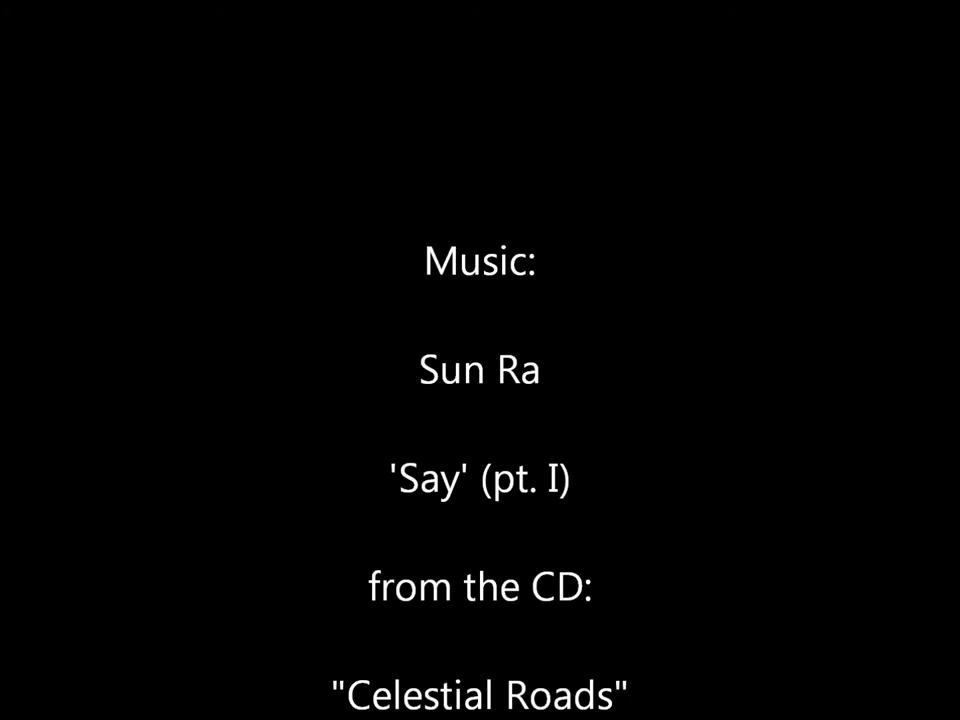 Music:
Sun Ra
'Say' (pt. I)
from the CD:
"Celestial Roads"